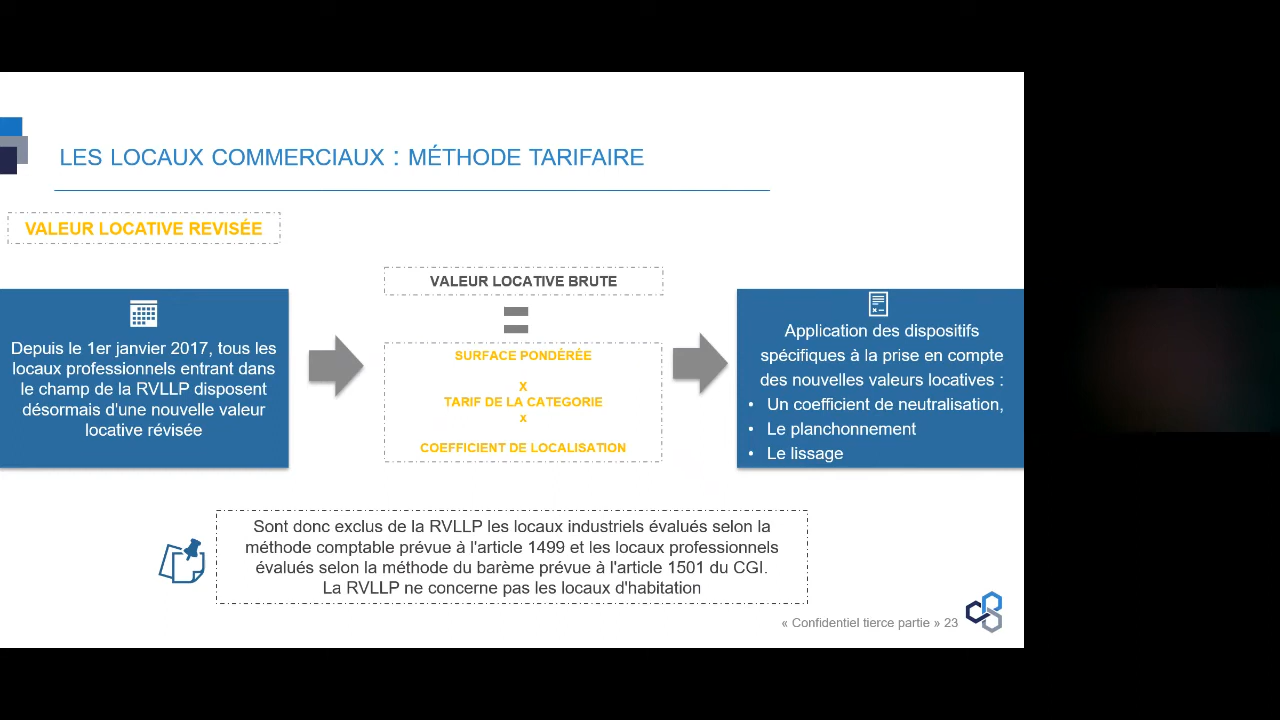 LES LOCAUX COMMERCIAUX : MÉTHODE TARIFAIRE
VALEUR LOCATIVE REVISÉE
Depuis le 1er janvier 2017, tous les
locaux professionnels entrant dans
le champ de la RVLLP disposent
désormais d'une nouvelle valeur
locative révisée
VALEUR LOCATIVE BRUTE
=
SURFACE PONDÉRÉE
X
TARIF DE LA CATEGORIE
x
COEFFICIENT DE LOCALISATION
Application des dispositifs
spécifiques à la prise en compte
des nouvelles valeurs locatives :
• Un coefficient de neutralisation,
• Le planchonnement
• Le lissage
Sont donc exclus de la RVLLP les locaux industriels évalués selon la
méthode comptable prévue à l'article 1499 et les locaux professionnels
évalués selon la méthode du barème prévue à l'article 1501 du CGI.
La RVLLP ne concerne pas les locaux d'habitation
« Confidentiel tierce partie » 23